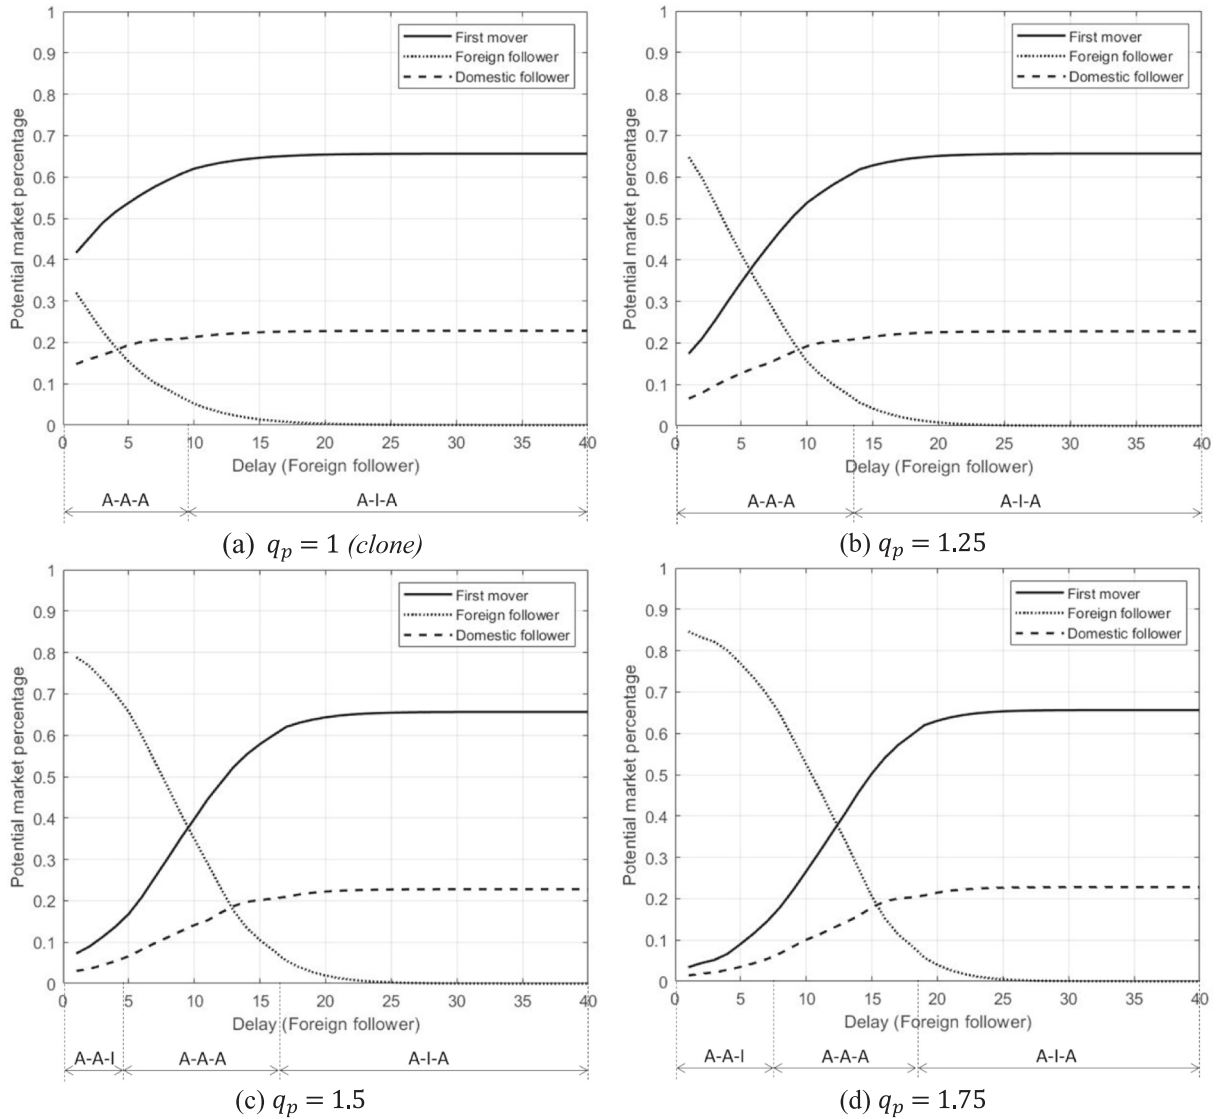 1
0.9
0.8
0.7
0.6
0.5
0.4
0.3
0.2
0.1
0
Potential market percentage
First mover
Foreign follower
Domestic follower
0 5 10 15 20 25 30 35 40
Delay (Foreign follower)
A-A-A A-I-A
(a) q_p = 1 (clone)
1
0.9
0.8
0.7
0.6
0.5
0.4
0.3
0.2
0.1
0
Potential market percentage
First mover
Foreign follower
Domestic follower
0 5 10 15 20 25 30 35 40
Delay (Foreign follower)
A-A-A A-I-A
(b) q_p = 1.25
1
0.9
0.8
0.7
0.6
0.5
0.4
0.3
0.2
0.1
0
Potential market percentage
First mover
Foreign follower
Domestic follower
0 5 10 15 20 25 30 35 40
Delay (Foreign follower)
A-A-I A-A-A A-I-A
(c) q_p = 1.5
1
0.9
0.8
0.7
0.6
0.5
0.4
0.3
0.2
0.1
0
Potential market percentage
First mover
Foreign follower
Domestic follower
0 5 10 15 20 25 30 35 40
Delay (Foreign follower)
A-A-I A-A-A A-I-A
(d) q_p = 1.75